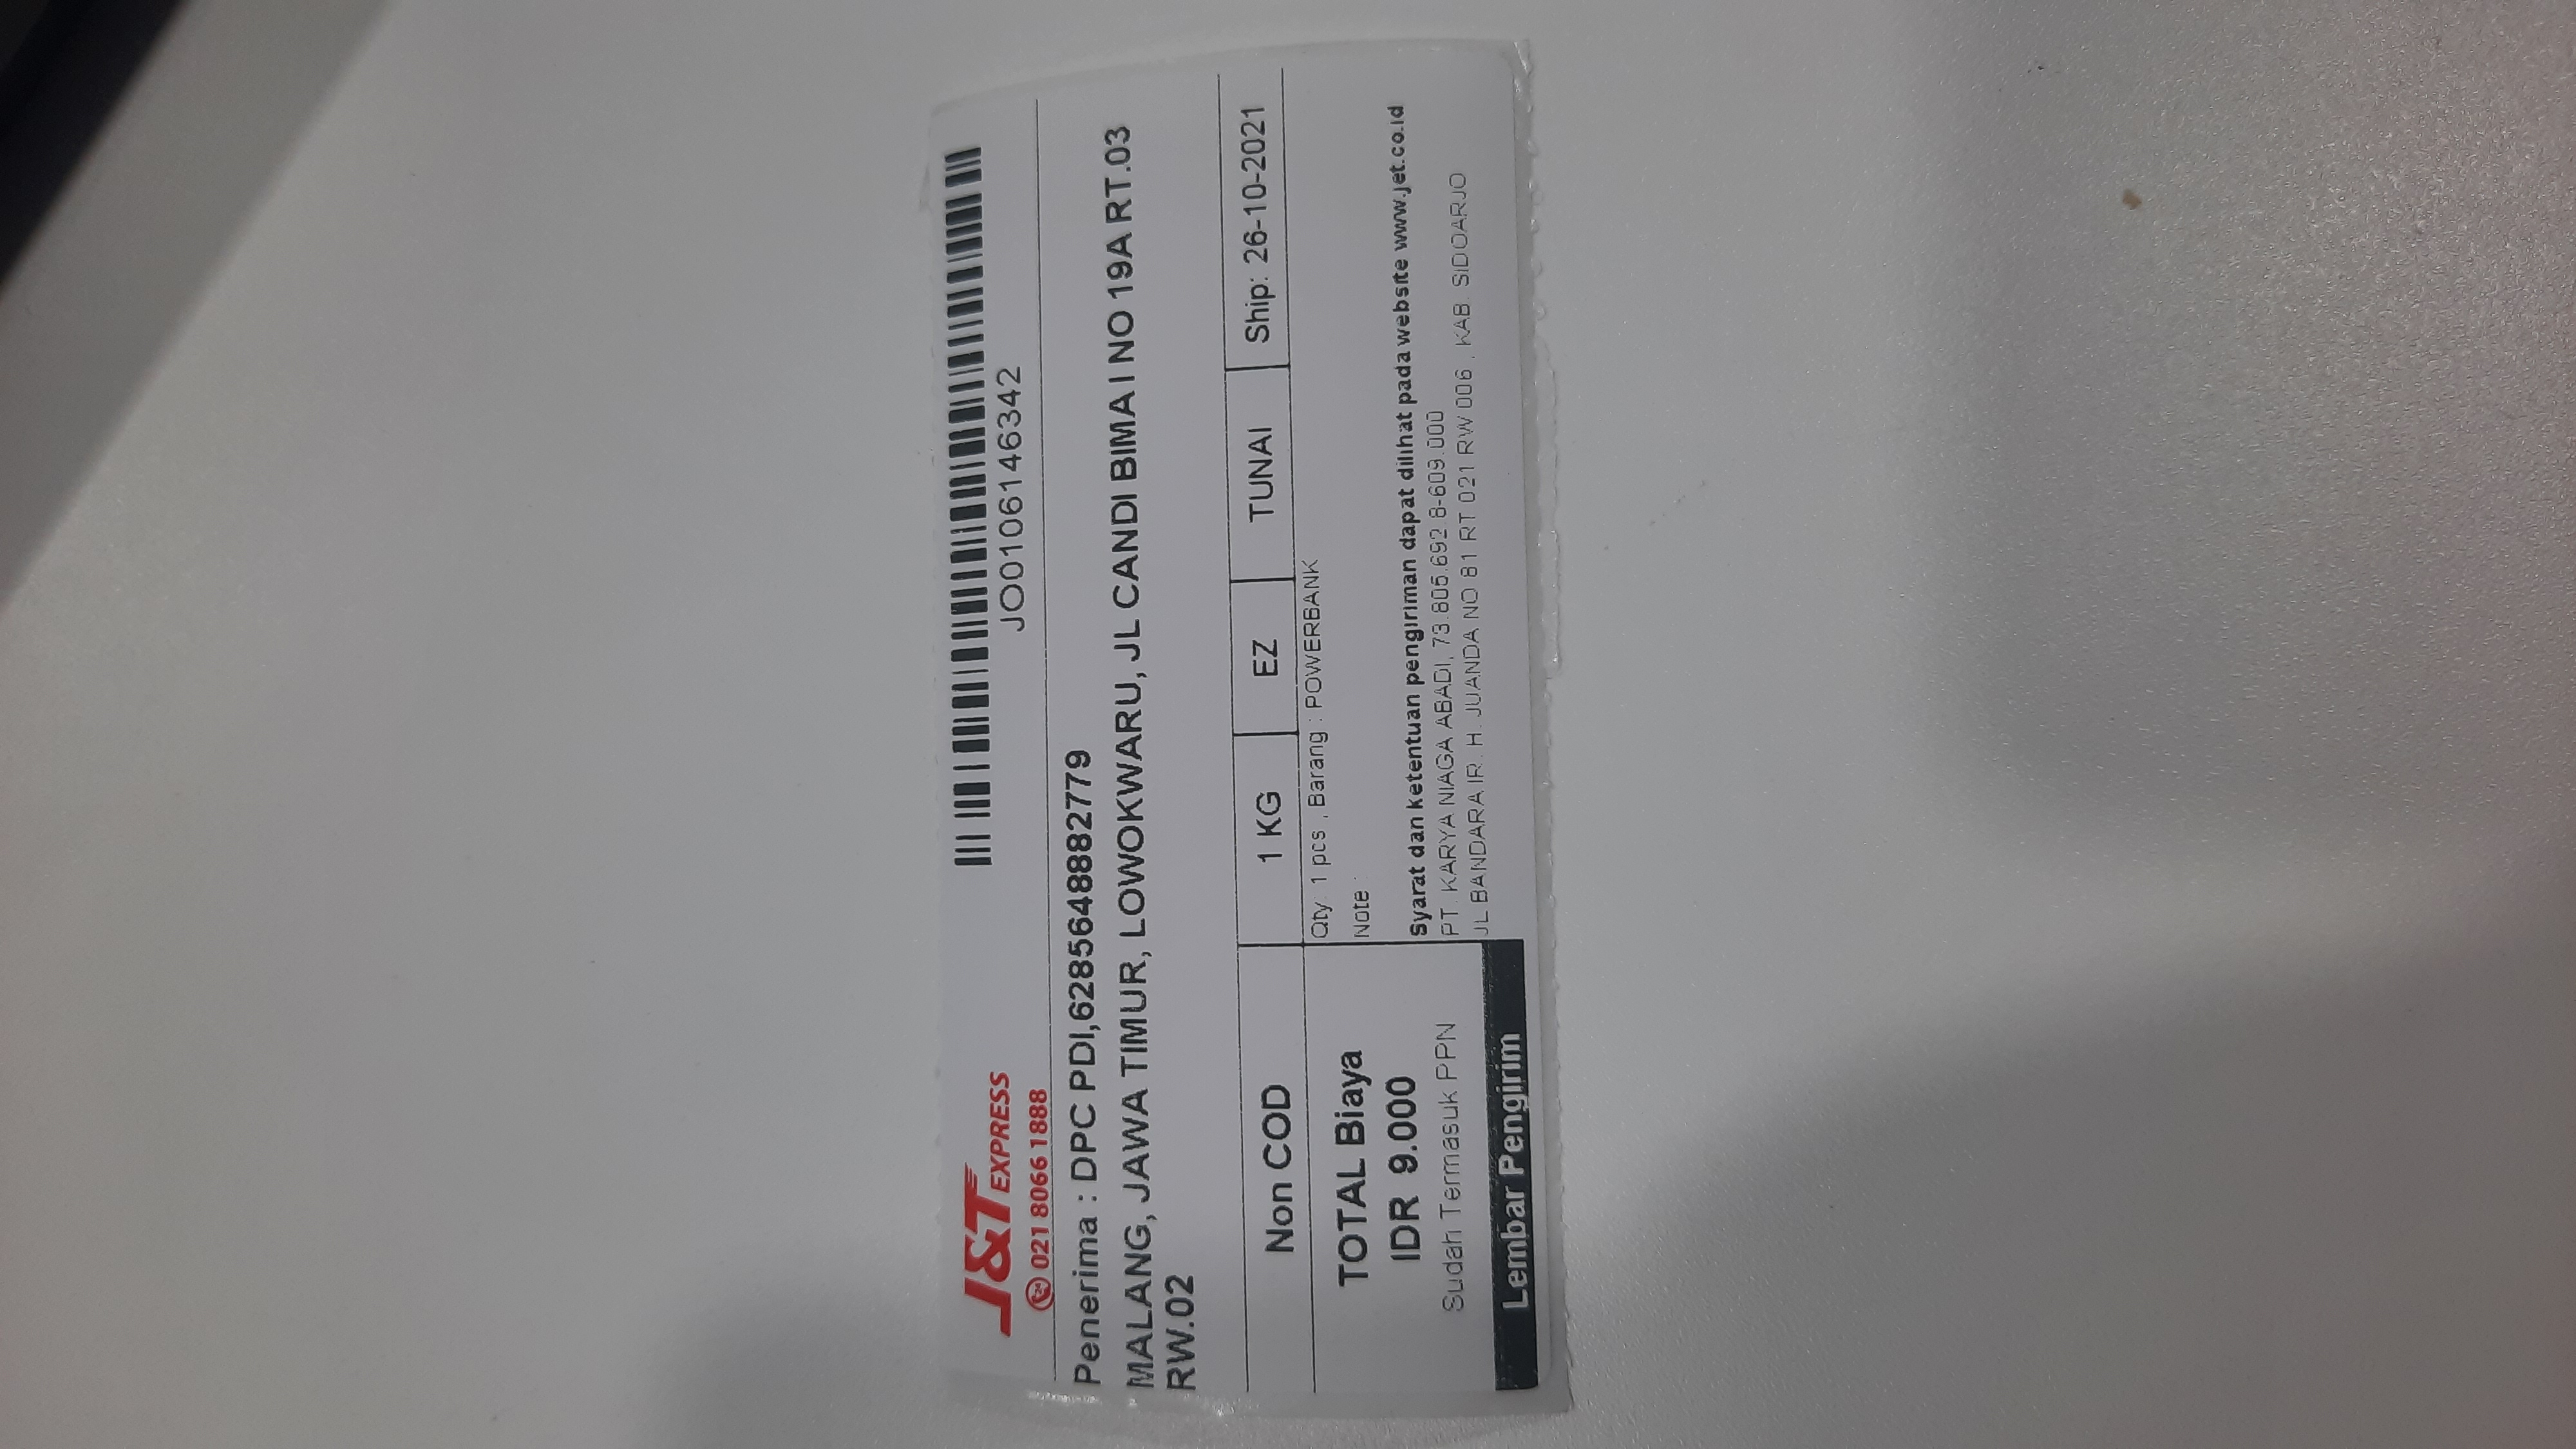 J&T EXPRESS
021 8066 1888
JO0106146342
Penerima : DPC PDI,6285648882779
MALANG, JAWA TIMUR, LOWOKWARU, JL CANDI BIMA I NO 19A RT.03
RW.02
Non COD
1 KG
EZ
TUNAI
Ship: 26-10-2021
TOTAL Biaya
IDR 9.000
Sudah Termasuk PPN
Lembar Pengirim
Qty: 1 pcs , Barang : POWERBANK
Note :
Syarat dan ketentuan pengiriman dapat dilihat pada website www.jet.co.id
PT. KARYA NIAGA ABADI, 73.805.692.8-609.000
JL BANDARA IR. H. JUANDA NO 81 RT 021 RW 006 , KAB. SIDOARJO